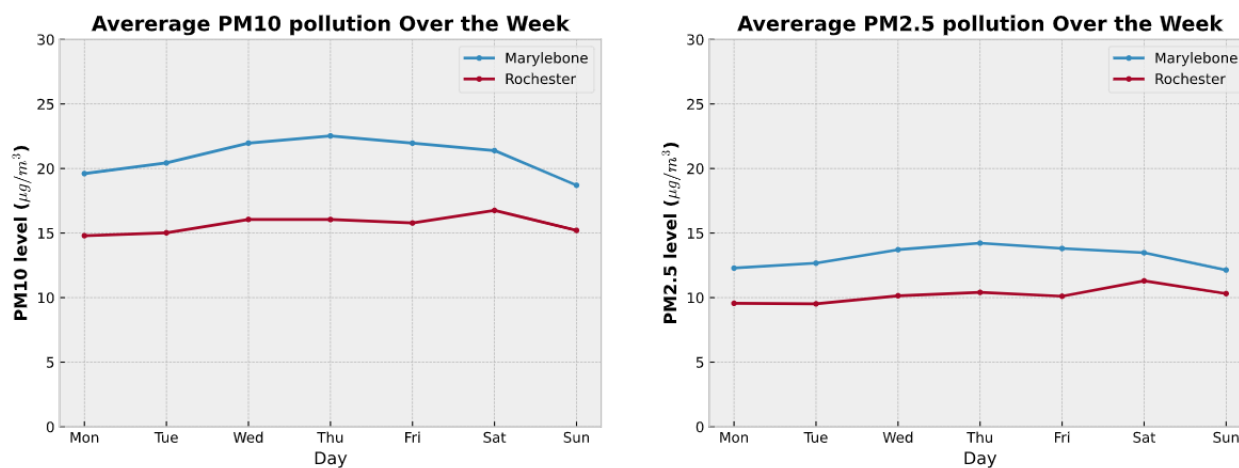 Avererage PM10 pollution Over the Week
30
25
20
15
10
5
0
PM10 level (μg/m³)
Marylebone
Rochester
Mon Tue Wed Thu Fri Sat Sun
Day
Avererage PM2.5 pollution Over the Week
30
25
20
15
10
5
0
PM2.5 level (μg/m³)
Marylebone
Rochester
Mon Tue Wed Thu Fri Sat Sun
Day